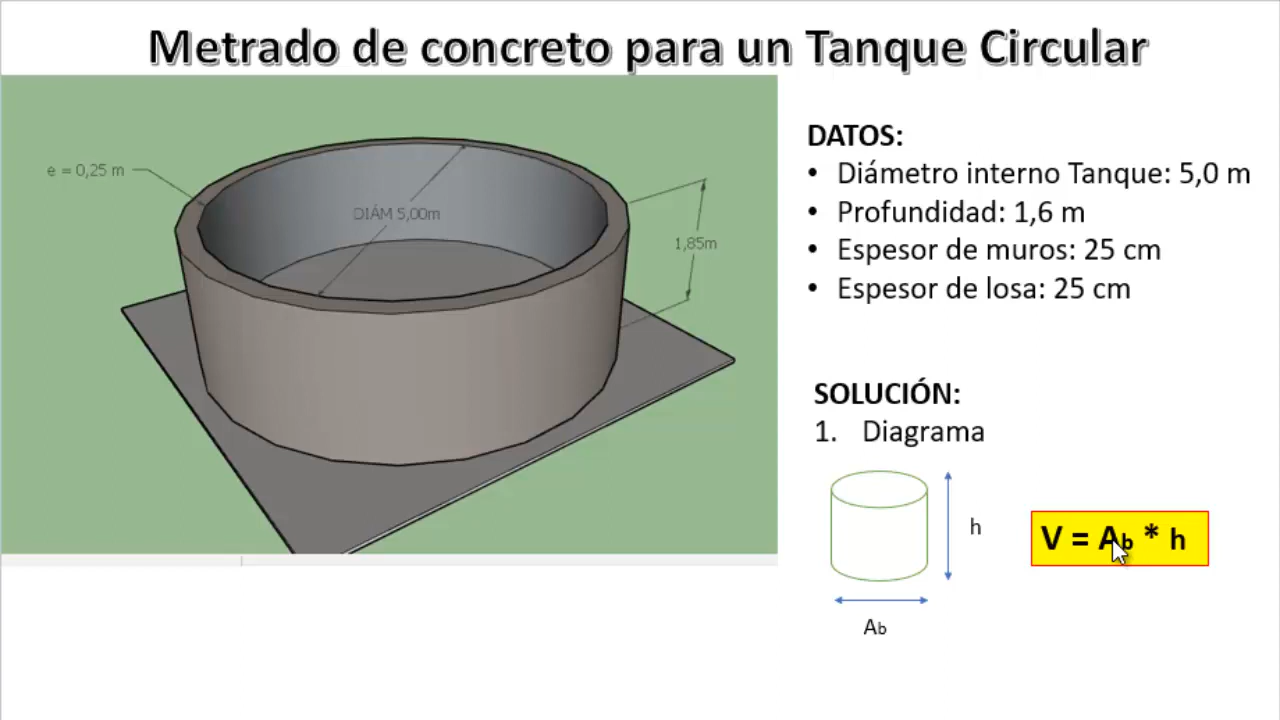 Metrado de concreto para un Tanque Circular
e = 0,25 m
DIÁM 5,00m
1,85m
DATOS:
• Diámetro interno Tanque: 5,0 m
• Profundidad: 1,6 m
• Espesor de muros: 25 cm
• Espesor de losa: 25 cm
SOLUCIÓN:
1. Diagrama
h
V = Ab * h
Ab